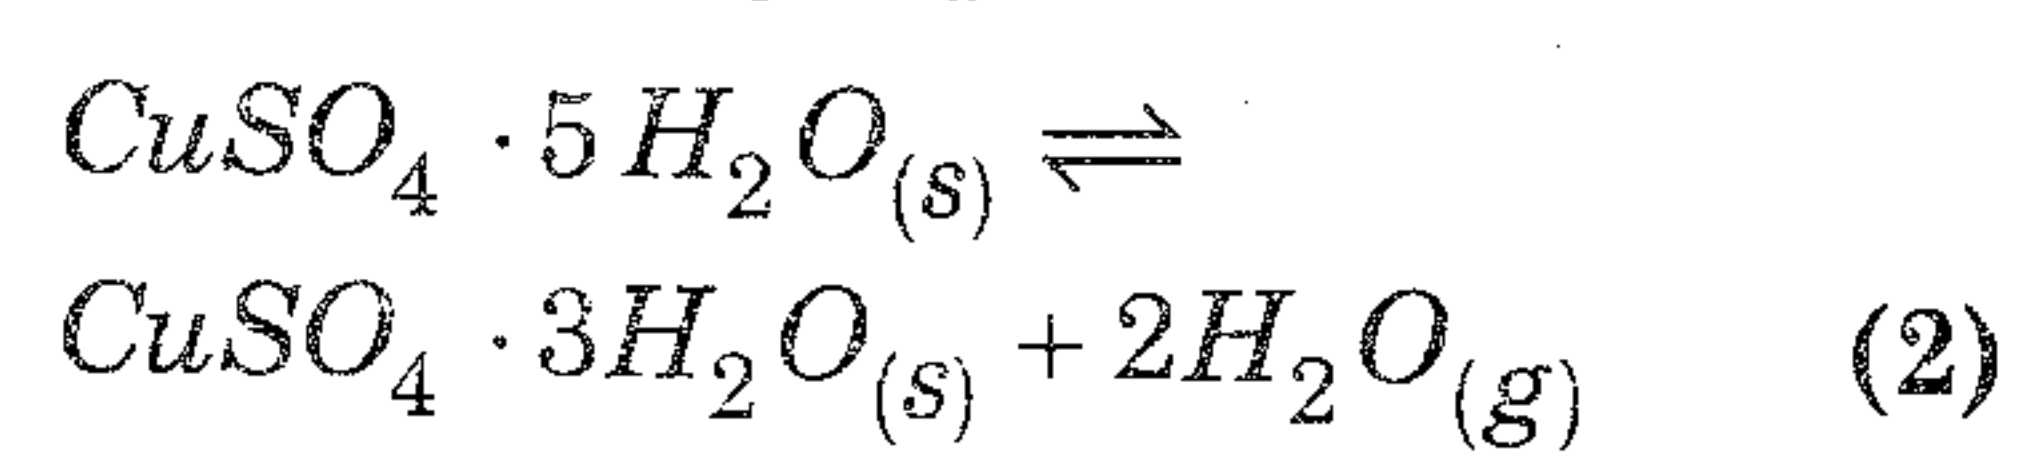 CuSO₄ · 5H₂O₍s₎ ⇌
CuSO₄ · 3H₂O₍s₎ + 2H₂O₍g₎ (2)